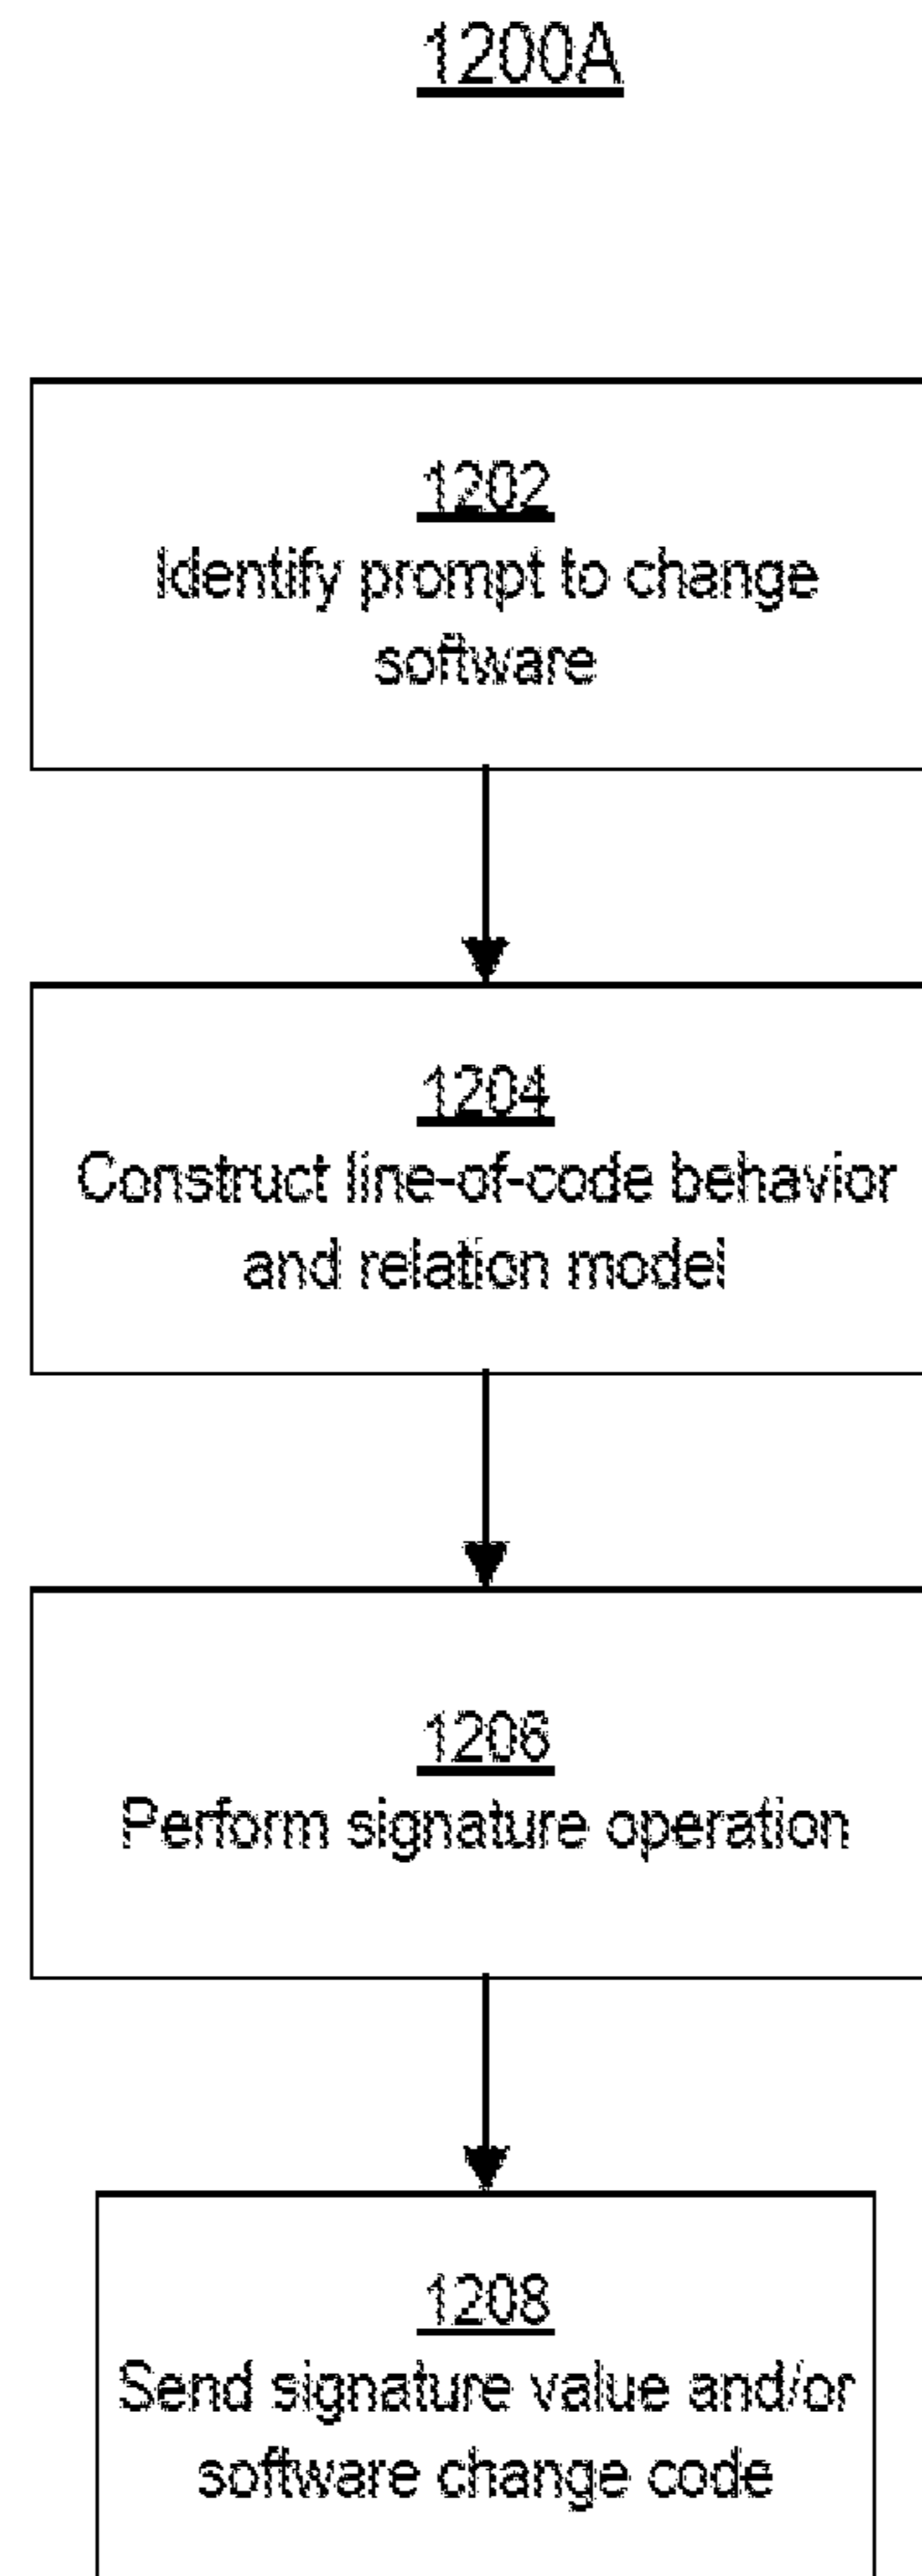 1200A
1202
Identify prompt to change
software
1204
Construct line-of-code behavior
and relation model
1206
Perform signature operation
1208
Send signature value and/or
software change code